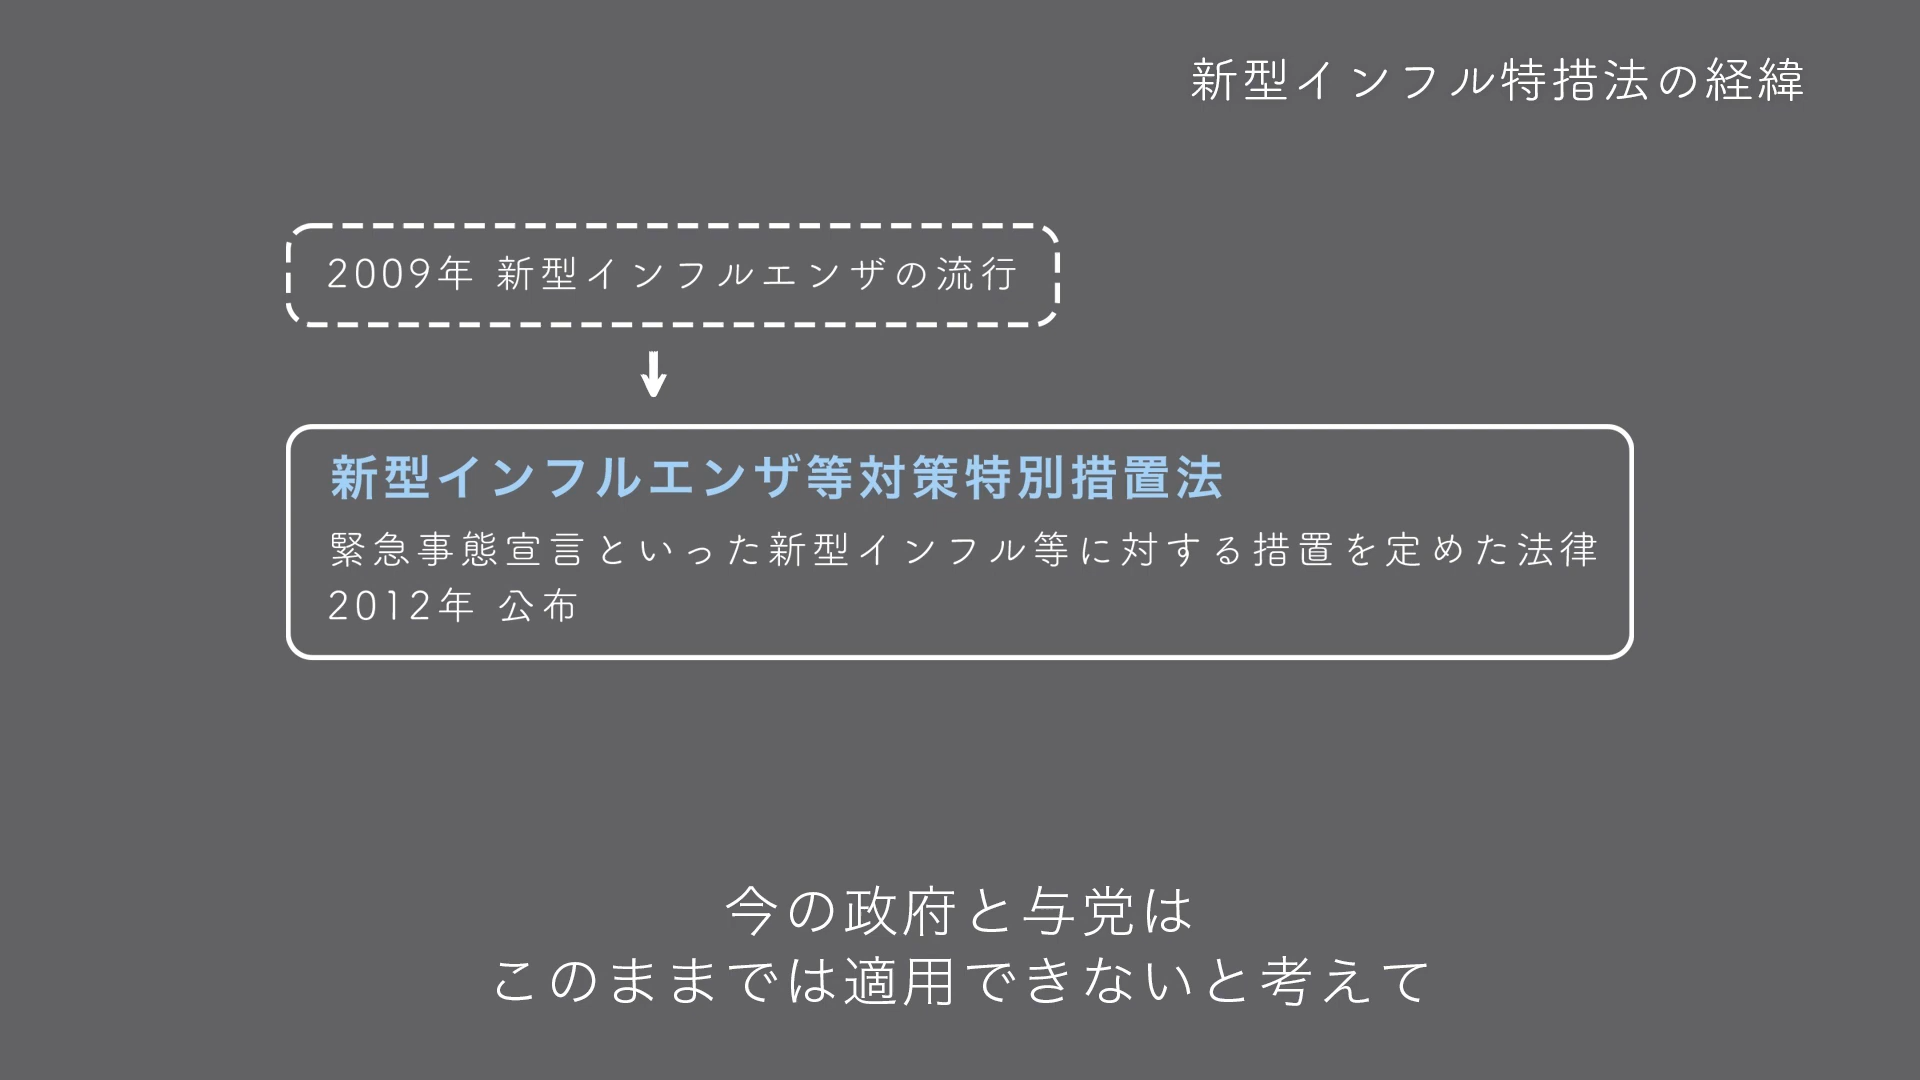 新型インフル特措法の経緯
2009年 新型インフルエンザの流行
新型インフルエンザ等対策特別措置法
緊急事態宣言といった新型インフル等に対する措置を定めた法律
2012年 公布
今の政府と与党は
このままでは適用できないと考えて